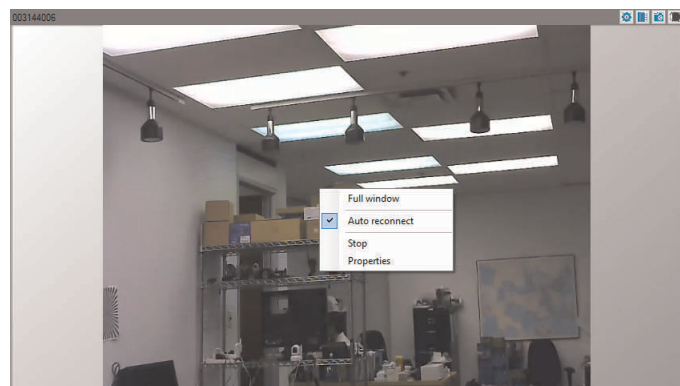 003144006
Full window
Auto reconnect
Stop
Properties